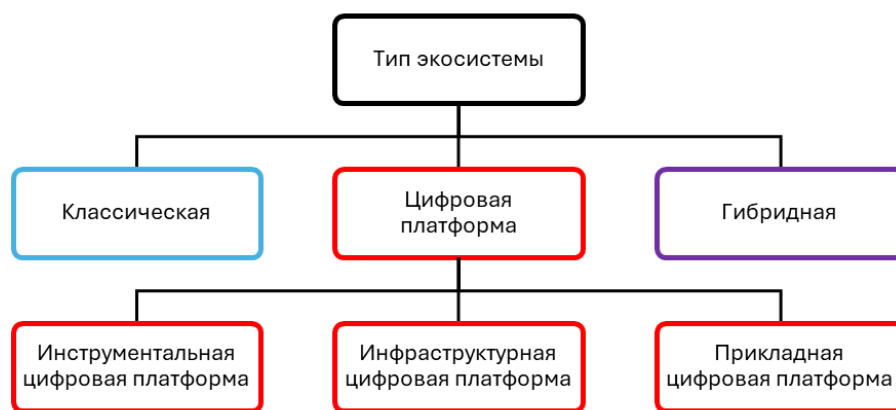 Тип экосистемы
Классическая
Цифровая
платформа
Гибридная
Инструментальная
цифровая платформа
Инфраструктурная
цифровая платформа
Прикладная
цифровая платформа